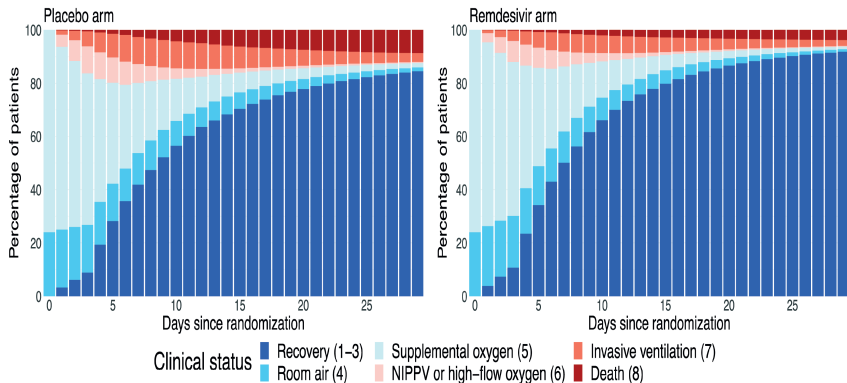 Placebo arm
Remdesivir arm
Percentage of patients
100
80
60
40
20
0
0 5 10 15 20 25
Days since randomization
Percentage of patients
100
80
60
40
20
0
0 5 10 15 20 25
Days since randomization
Clinical status
Recovery (1–3)
Supplemental oxygen (5)
Invasive ventilation (7)
Room air (4)
NIPPV or high–flow oxygen (6)
Death (8)